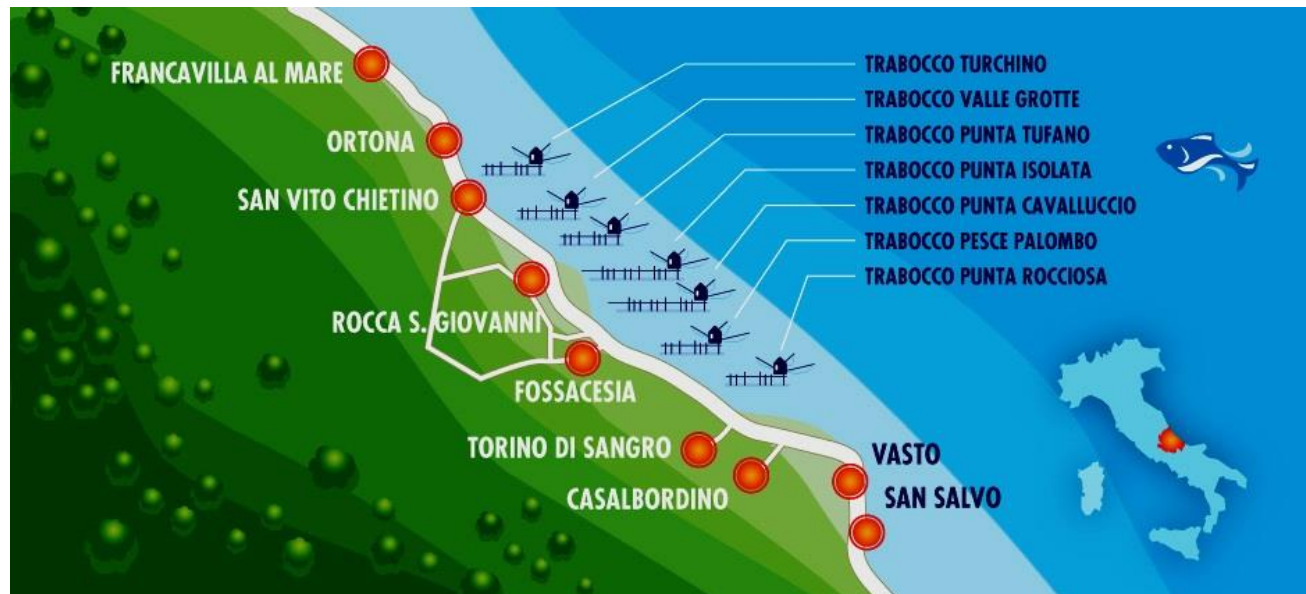 FRANCAVILLA AL MARE
ORTONA
SAN VITO CHIETINO
ROCCA S. GIOVANNI
FOSSACESIA
TORINO DI SANGRO
CASALBORDINO
VASTO
SAN SALVO
TRABOCCO TURCHINO
TRABOCCO VALLE GROTTE
TRABOCCO PUNTA TUFANO
TRABOCCO PUNTA ISOLATA
TRABOCCO PUNTA CAVALLUCCIO
TRABOCCO PESCE PALOMBO
TRABOCCO PUNTA ROCCIOSA